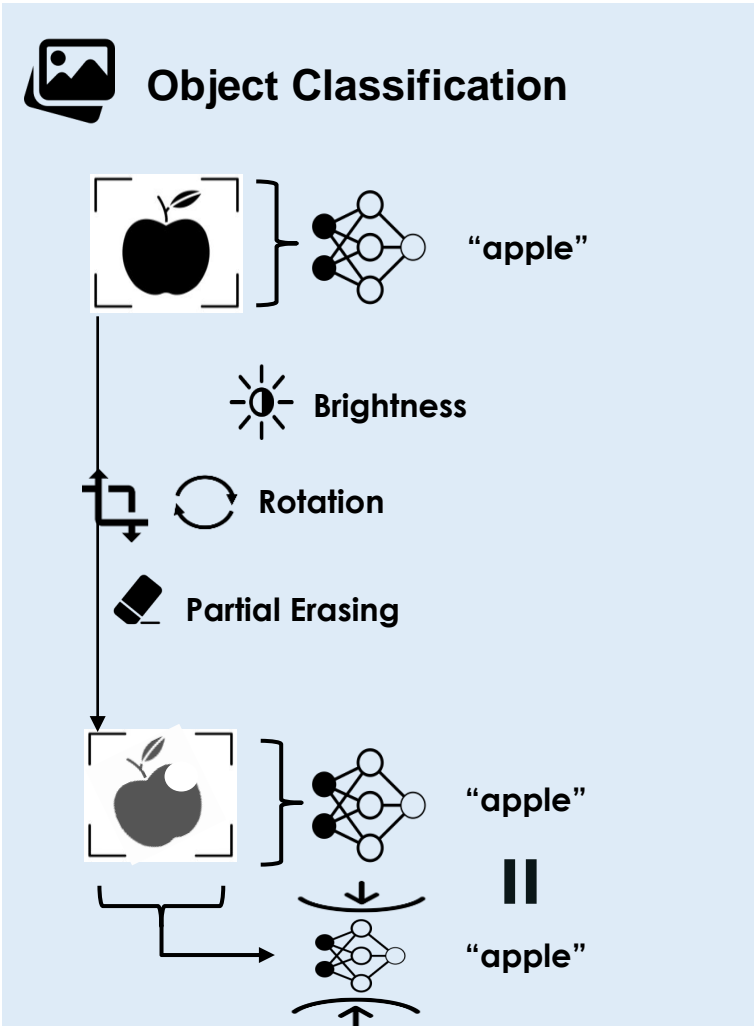 Object Classification
“apple”
Brightness
Rotation
Partial Erasing
“apple”
“apple”